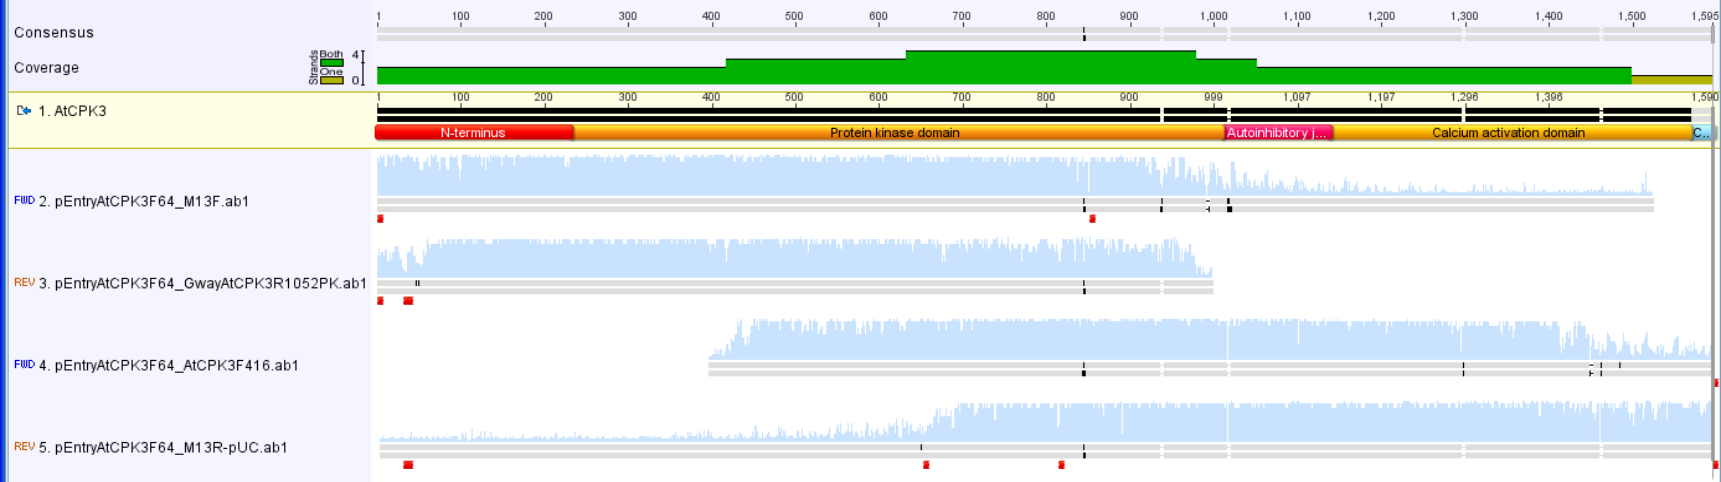 1 100 200 300 400 500 600 700 800 900 1,000 1,100 1,200 1,300 1,400 1,500 1,595
Consensus
Coverage Strands Both One 4 0
1 100 200 300 400 500 600 700 800 900 999 1,097 1,197 1,296 1,396 1,590
1. AtCPK3
N-terminus Protein kinase domain Autoinhibitory j... Calcium activation domain C...
FWD 2. pEntryAtCPK3F64_M13F.ab1
REV 3. pEntryAtCPK3F64_GwayAtCPK3R1052PK.ab1
FWD 4. pEntryAtCPK3F64_AtCPK3F416.ab1
REV 5. pEntryAtCPK3F64_M13R-pUC.ab1